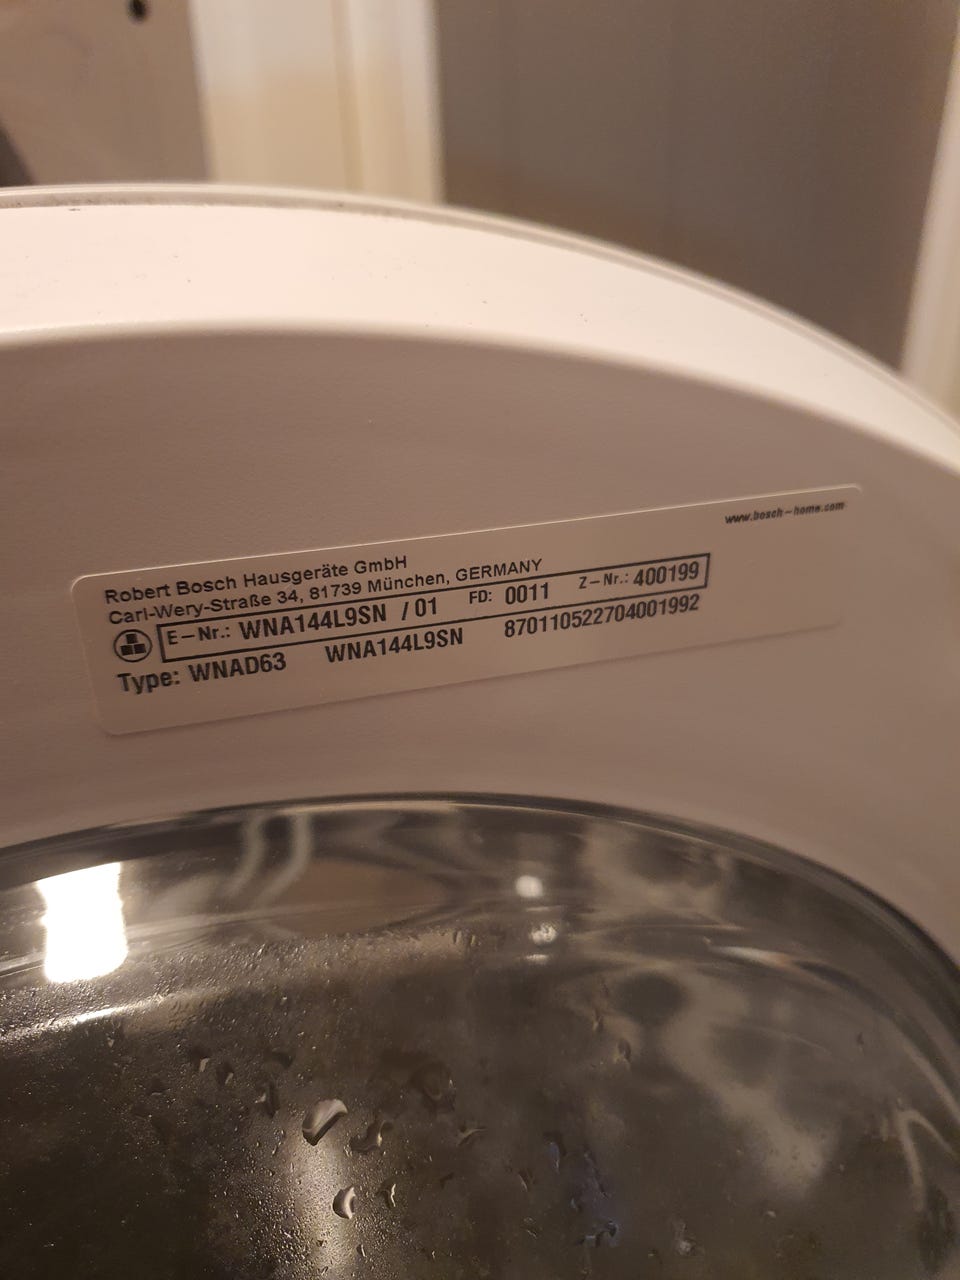 www.bosch-home.com
Robert Bosch Hausgeräte GmbH
Carl-Wery-Straße 34, 81739 München, GERMANY
E-Nr.: WNA144L9SN / 01 FD: 0011 Z-Nr.: 400199
Type: WNAD63 WNA144L9SN 870110522704001992